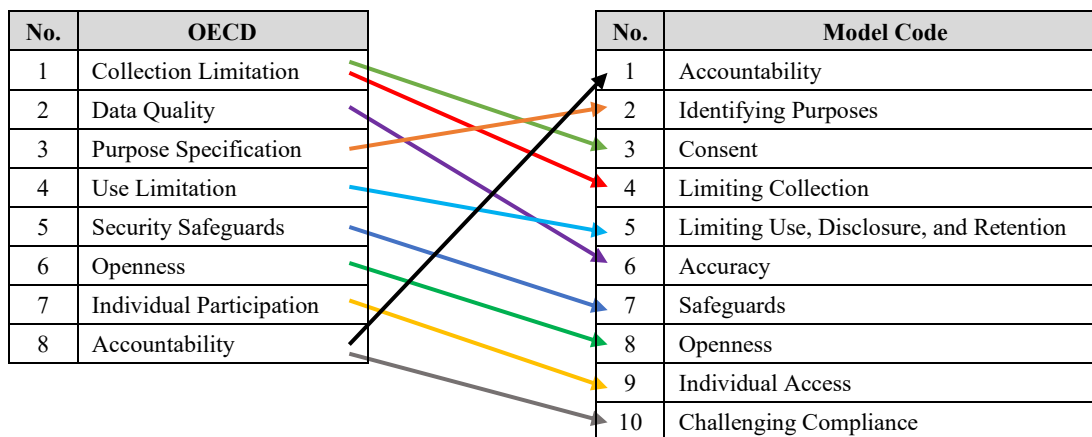 No. OECD
1 Collection Limitation
2 Data Quality
3 Purpose Specification
4 Use Limitation
5 Security Safeguards
6 Openness
7 Individual Participation
8 Accountability
No. Model Code
1 Accountability
2 Identifying Purposes
3 Consent
4 Limiting Collection
5 Limiting Use, Disclosure, and Retention
6 Accuracy
7 Safeguards
8 Openness
9 Individual Access
10 Challenging Compliance